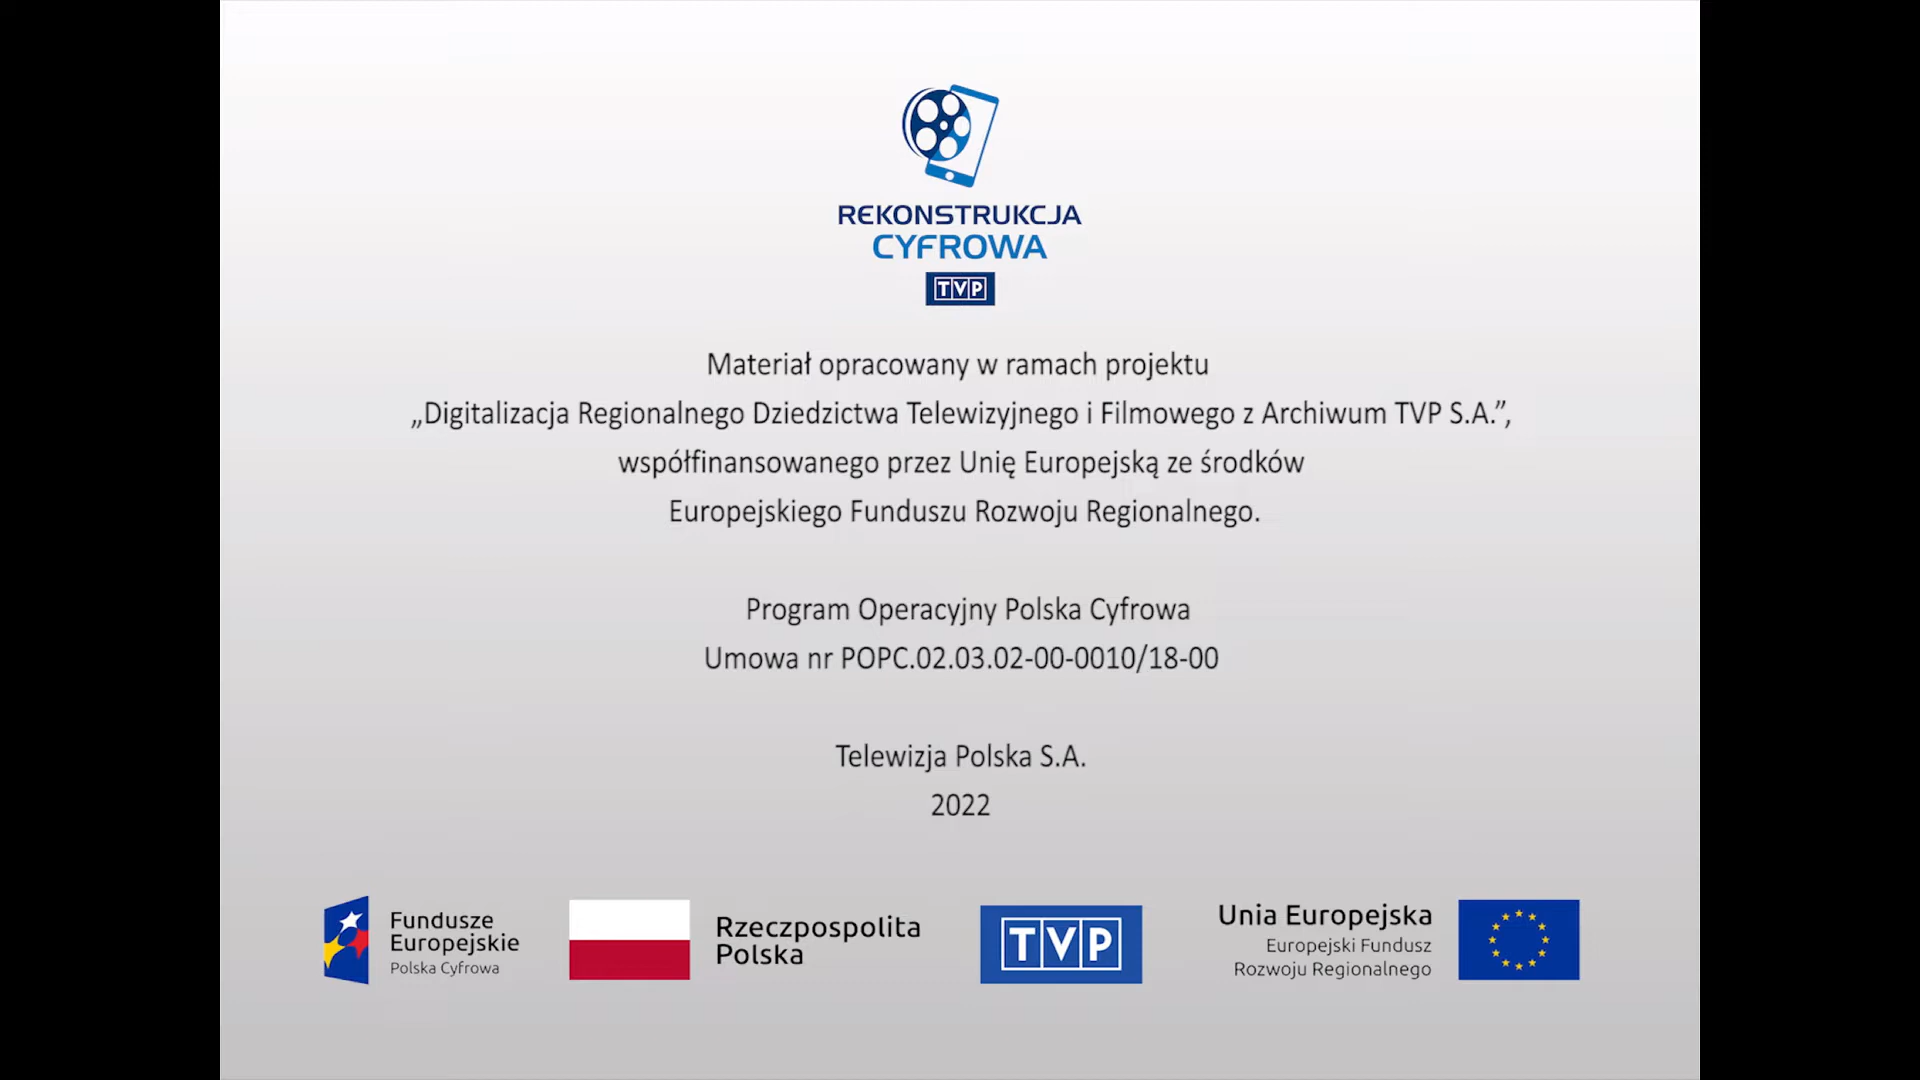 REKONSTRUKCJA
CYFROWA
TVP
Materiał opracowany w ramach projektu
„Digitalizacja Regionalnego Dziedzictwa Telewizyjnego i Filmowego z Archiwum TVP S.A.”,
współfinansowanego przez Unię Europejską ze środków
Europejskiego Funduszu Rozwoju Regionalnego.
Program Operacyjny Polska Cyfrowa
Umowa nr POPC.02.03.02-00-0010/18-00
Telewizja Polska S.A.
2022
Fundusze
Europejskie
Polska Cyfrowa
Rzeczpospolita
Polska
TVP
Unia Europejska
Europejski Fundusz
Rozwoju Regionalnego